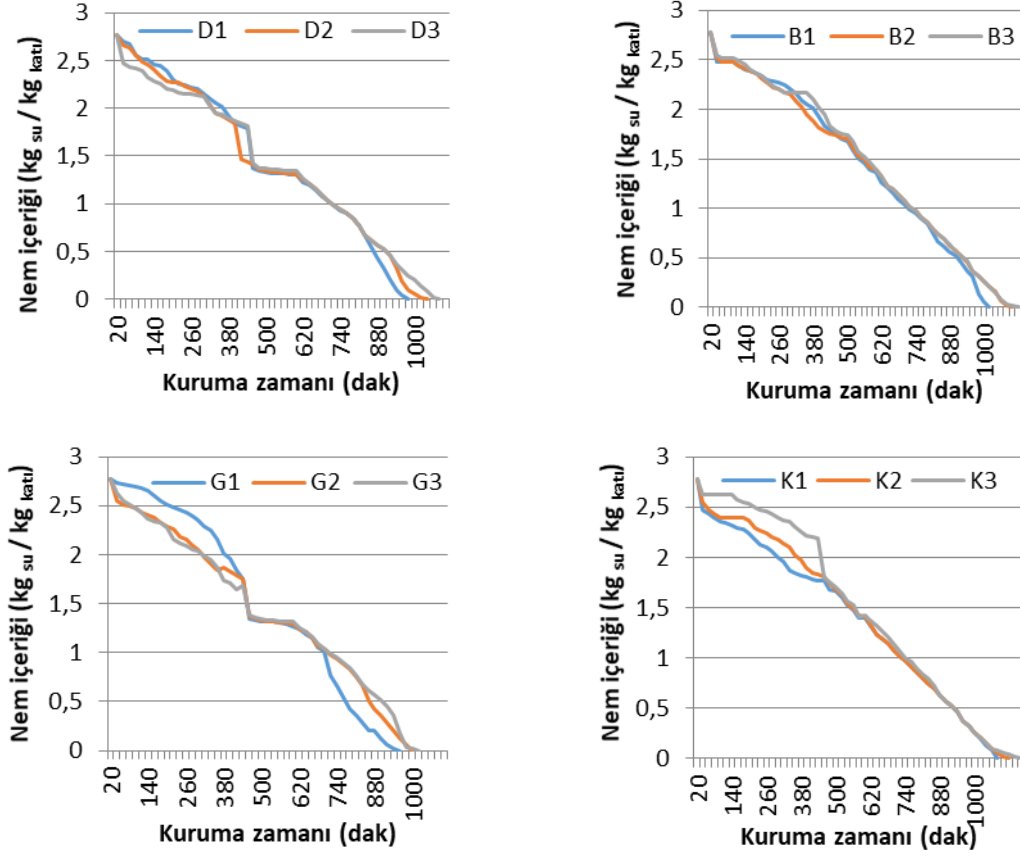 Nem içeriği (kg su / kg katı)
D1 D2 D3
3
2,5
2
1,5
1
0,5
0
20 140 260 380 500 620 740 880 1000
Kuruma zamanı (dak)
Nem içeriği (kg su / kg katı)
B1 B2 B3
3
2,5
2
1,5
1
0,5
0
20 140 260 380 500 620 740 880 1000
Kuruma zamanı (dak)
Nem içeriği (kg su / kg katı)
G1 G2 G3
3
2,5
2
1,5
1
0,5
0
20 140 260 380 500 620 740 880 1000
Kuruma zamanı (dak)
Nem içeriği (kg su / kg katı)
K1 K2 K3
3
2,5
2
1,5
1
0,5
0
20 140 260 380 500 620 740 880 1000
Kuruma zamanı (dak)